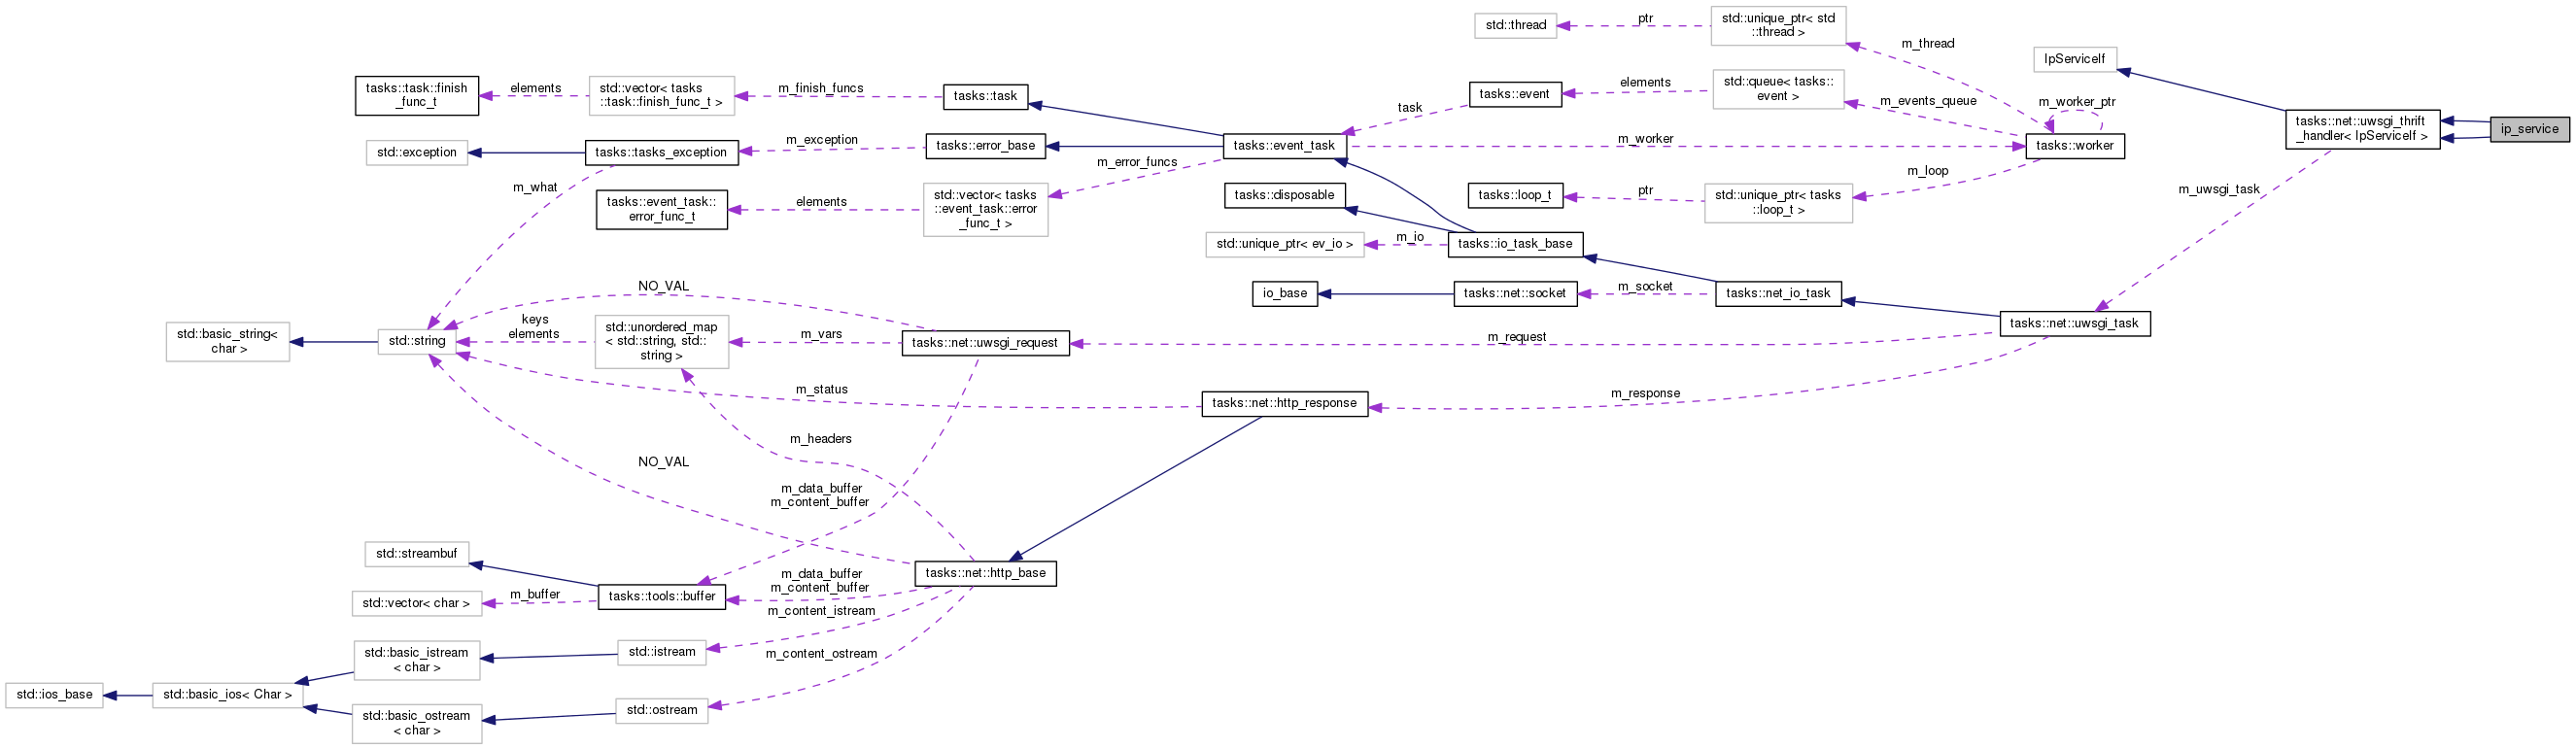 std::thread
ptr
std::unique_ptr< std
::thread >
m_thread
IpServiceIf
tasks::task::finish
_func_t
elements
std::vector< tasks
::task::finish_func_t >
m_finish_funcs
tasks::task
tasks::event
elements
std::queue< tasks::
event >
m_events_queue
m_worker_ptr
task
tasks::net::uwsgi_thrift
_handler< IpServiceIf >
ip_service
std::exception
tasks::tasks_exception
m_exception
tasks::error_base
tasks::event_task
m_worker
tasks::worker
m_what
m_error_funcs
m_loop
tasks::event_task::
error_func_t
elements
std::vector< tasks
::event_task::error
_func_t >
tasks::disposable
tasks::loop_t
ptr
std::unique_ptr< tasks
::loop_t >
m_uwsgi_task
std::unique_ptr< ev_io >
m_io
tasks::io_task_base
NO_VAL
io_base
tasks::net::socket
m_socket
tasks::net_io_task
std::basic_string<
char >
std::string
keys
elements
std::unordered_map
< std::string, std::
string >
m_vars
tasks::net::uwsgi_request
m_request
tasks::net::uwsgi_task
m_status
tasks::net::http_response
m_response
m_headers
NO_VAL
m_data_buffer
m_content_buffer
std::streambuf
tasks::tools::buffer
m_data_buffer
m_content_buffer
tasks::net::http_base
std::vector< char >
m_buffer
m_content_istream
std::basic_istream
< char >
std::istream
m_content_ostream
std::ios_base
std::basic_ios< Char >
std::basic_ostream
< char >
std::ostream